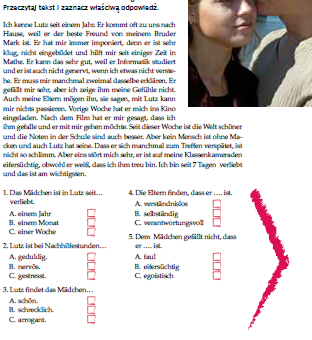 Przeczytaj tekst i zaznacz właściwą odpowiedź.
Ich kenne Lutz seit einem Jahr. Er kommt oft zu uns nach
Hause, weil er der beste Freund von meinem Bruder
Mark ist. Er hat mir immer imponiert, denn er ist sehr
klug, nicht eingebildet und hilft mir seit einiger Zeit in
Mathe. Er kann das sehr gut, weil er Informatik studiert
und er ist auch nicht genervt, wenn ich etwas nicht verste-
he. Er muss mir manchmal zweimal dasselbe erklären. Er
gefällt mir sehr, aber ich zeige ihm meine Gefühle nicht.
Auch meine Eltern mögen ihn, sie sagen, mit Lutz kann
mir nichts passieren. Vorige Woche hat er mich ins Kino
eingeladen. Nach dem Film hat er mir gesagt, dass ich
ihm gefalle und er mit mir gehen möchte. Seit dieser Woche ist die Welt schöner
und die Noten in der Schule sind auch besser. Aber kein Mensch ist ohne Ma-
cken und auch Lutz hat seine. Dass er sich manchmal zum Treffen verspätet, ist
nicht so schlimm. Aber eins stört mich sehr, er ist auf meine Klassenkameraden
eifersüchtig, obwohl er weiß, dass ich ihm treu bin. Ich bin seit 7 Tagen verliebt
und das ist am wichtigsten.
1. Das Mädchen ist in Lutz seit…
verliebt.
A. einem Jahr
B. einem Monat
C. einer Woche
2. Lutz ist bei Nachhilfestunden…
A. geduldig.
B. nervös.
C. gestresst.
3. Lutz findet das Mädchen…
A. schön.
B. schrecklich.
C. arrogant.
4. Die Eltern finden, dass er …. ist.
A. verständnislos
B. selbständig
C. verantwortungsvoll
5. Dem Mädchen gefällt nicht, dass
er …. ist.
A. faul
B. eifersüchtig
C. egoistisch